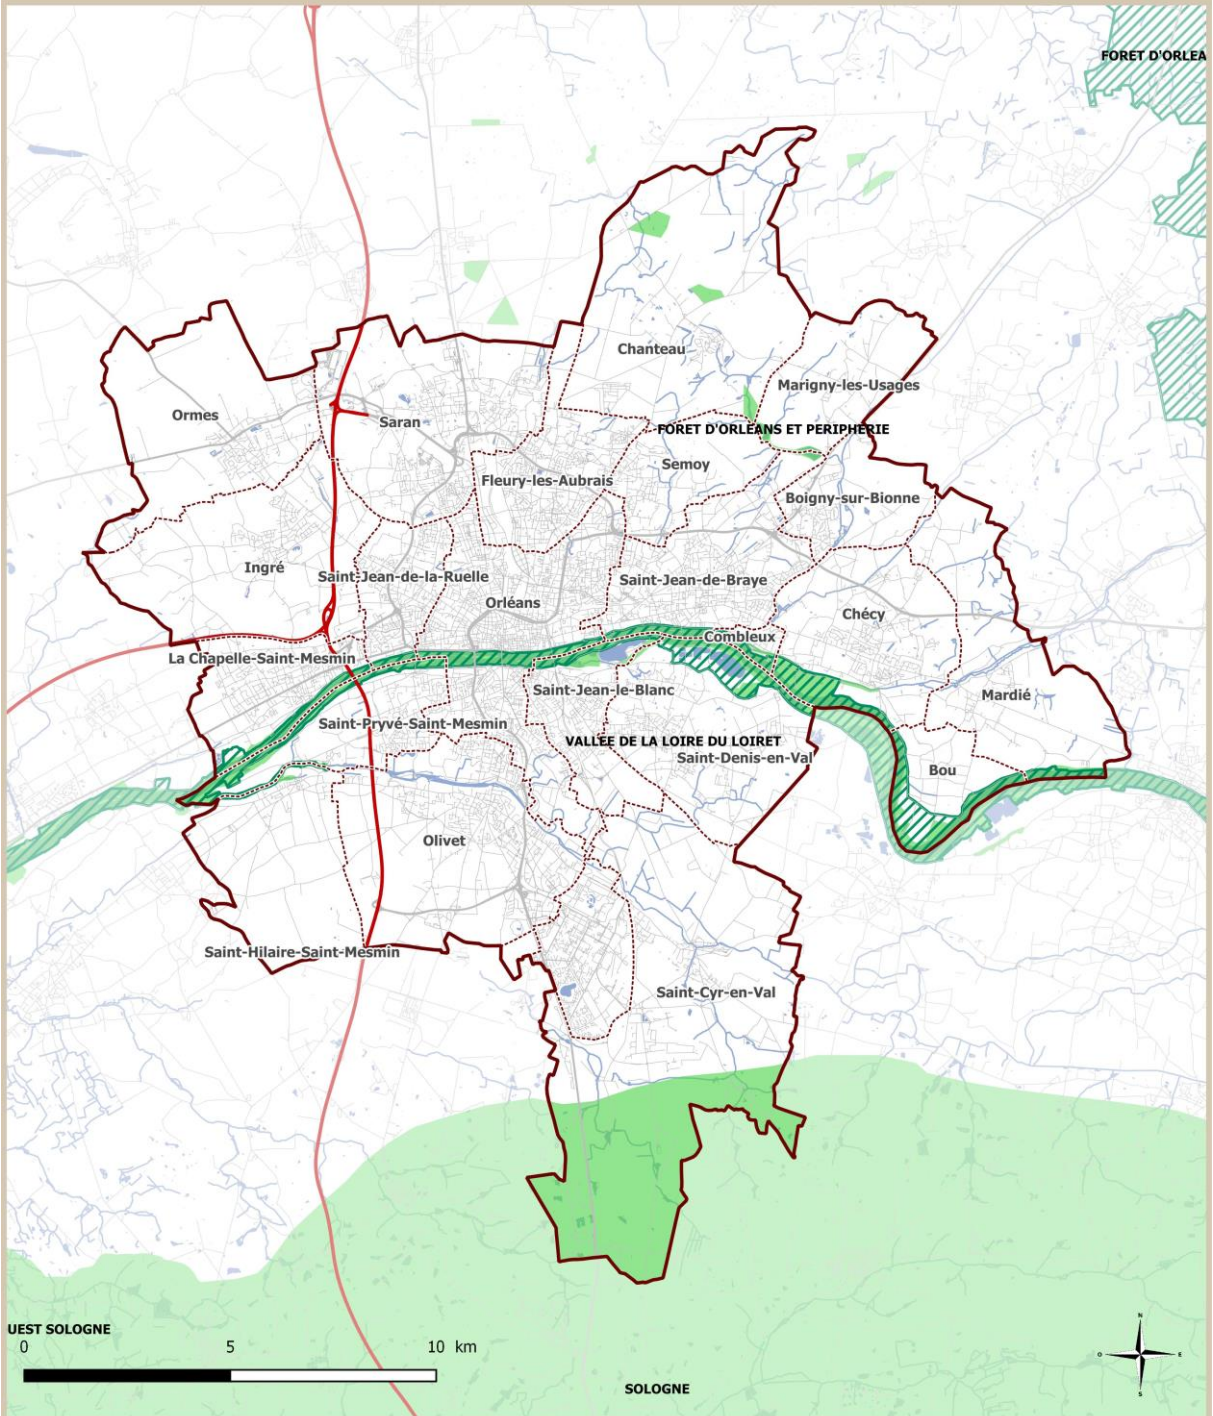 FORET D'ORLEA
Chanteau
Marigny-les-Usages
Ormes
Saran
FORET D'ORLEANS ET PERIPHERIE
Semoy
Fleury-les-Aubrais
Boigny-sur-Bionne
Ingré
Saint-Jean-de-la-Ruelle
Saint-Jean-de-Braye
Orléans
Chécy
Combleux
La Chapelle-Saint-Mesmin
Saint-Jean-le-Blanc
Mardié
Saint-Pryvé-Saint-Mesmin
VALLEE DE LA LOIRE DU LOIRET
Saint-Denis-en-Val
Bou
Olivet
Saint-Hilaire-Saint-Mesmin
Saint-Cyr-en-Val
UEST SOLOGNE
0 5 10 km
SOLOGNE
N
O E
S